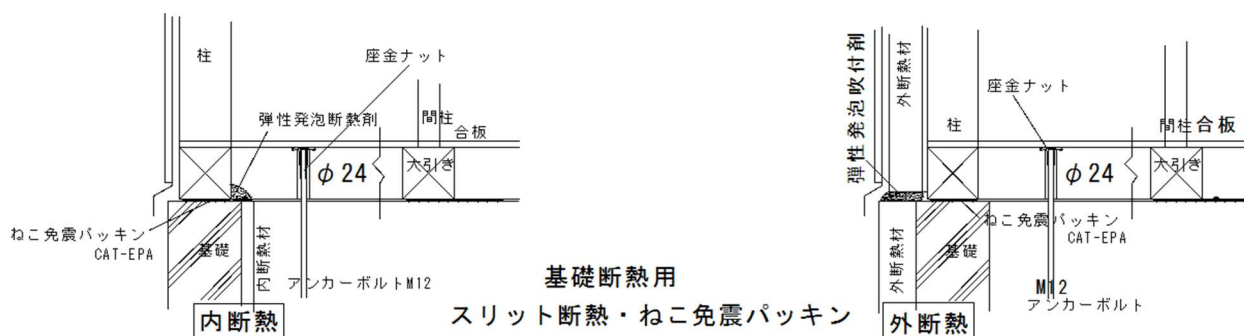 柱
座金ナット
弾性発泡断熱剤
間柱
合板
φ24
大引き
ねこ免震パッキン
CAT-EPA
基礎
内断熱材
アンカーボルトM12
内断熱
基礎断熱用
スリット断熱・ねこ免震パッキン
弾性発泡吹付剤
外断熱材
座金ナット
柱
間柱
合板
φ24
大引き
ねこ免震パッキン
CAT-EPA
外断熱材
基礎
M12
アンカーボルト
外断熱